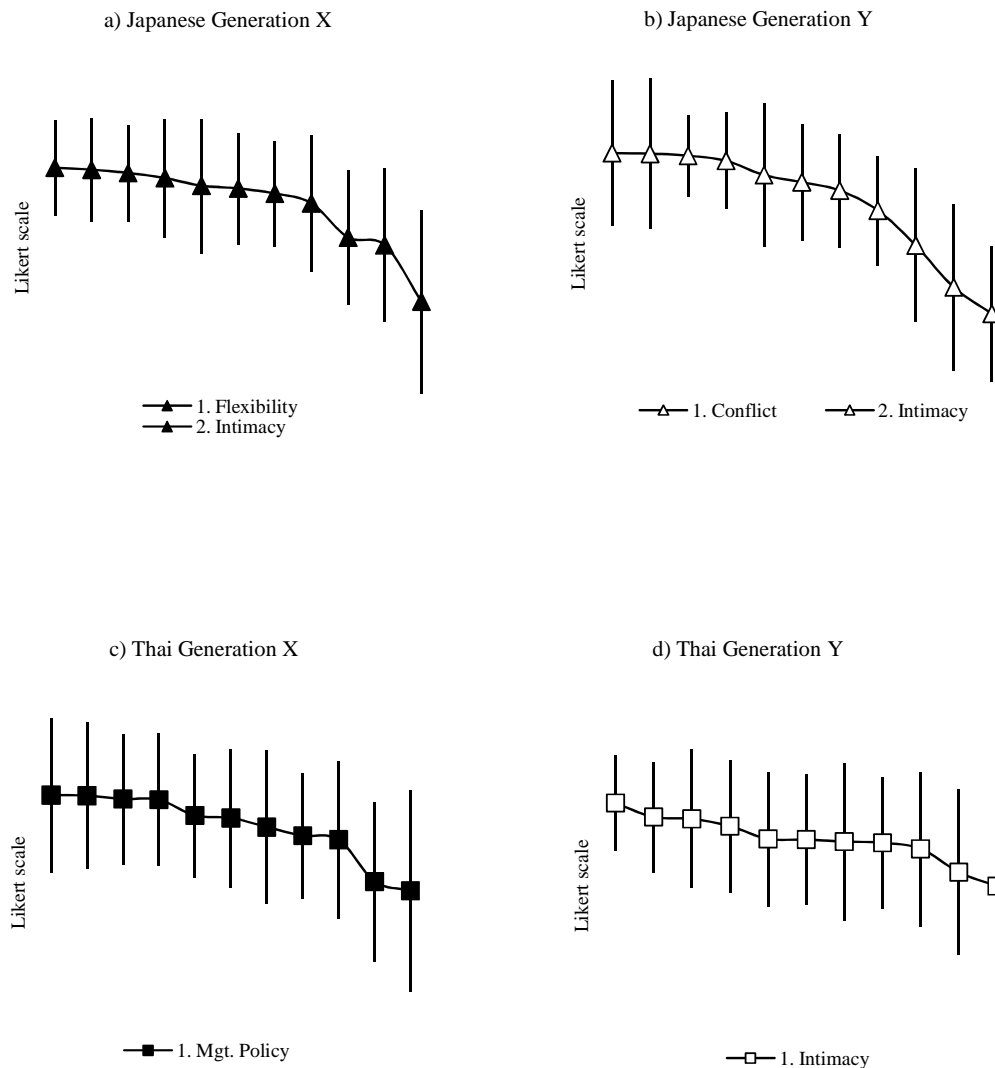 a) Japanese Generation X
b) Japanese Generation Y
Likert scale
Likert scale
1. Flexibility
2. Intimacy
1. Conflict
2. Intimacy
c) Thai Generation X
d) Thai Generation Y
Likert scale
Likert scale
1. Mgt. Policy
1. Intimacy